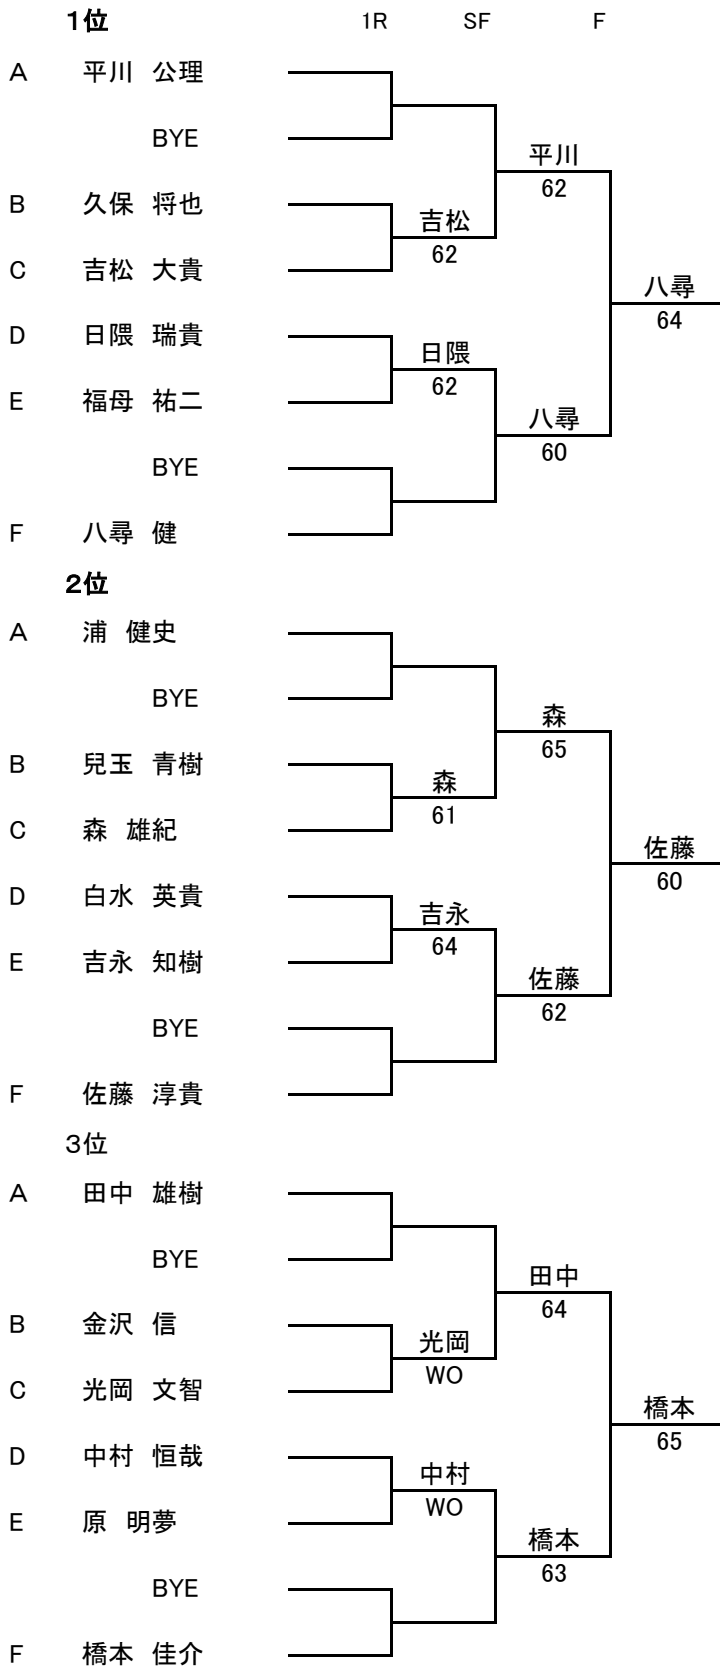 1位 1R SF F
A 平川 公理
BYE
平川
62
B 久保 将也
吉松
62
C 吉松 大貴
八尋
64
D 日隈 瑞貴
日隈
62
E 福母 祐二
八尋
60
BYE
F 八尋 健
2位
A 浦 健史
BYE
森
65
B 兒玉 青樹
森
61
C 森 雄紀
佐藤
60
D 白水 英貴
吉永
64
E 吉永 知樹
佐藤
62
BYE
F 佐藤 淳貴
3位
A 田中 雄樹
BYE
田中
64
B 金沢 信
光岡
WO
C 光岡 文智
橋本
65
D 中村 恒哉
中村
WO
E 原 明夢
橋本
63
BYE
F 橋本 佳介